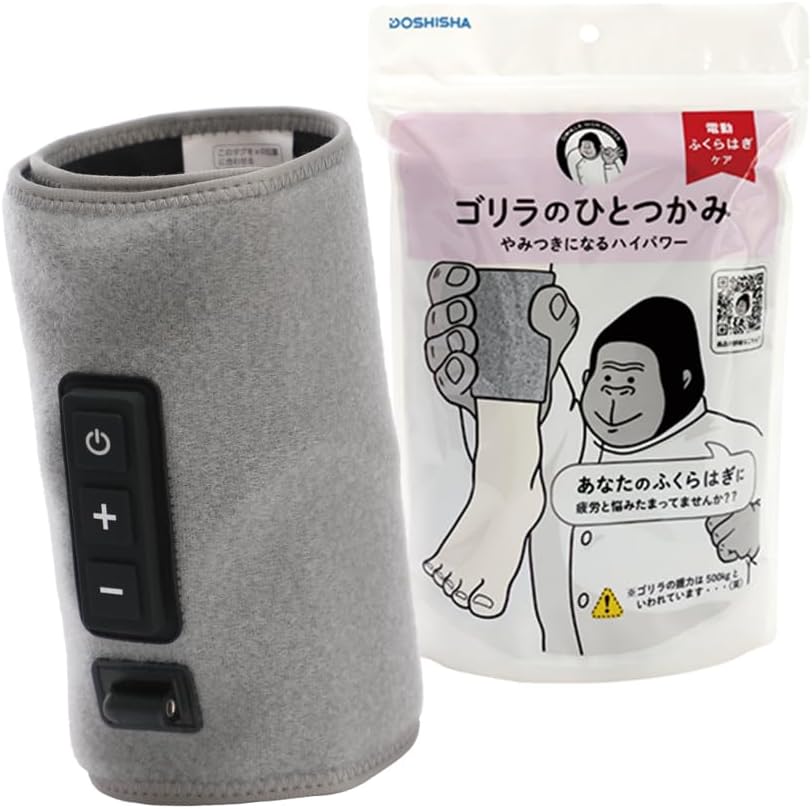 DOSHISHA
電動
ふくらはぎ
ケア
ゴリラのひとつかみ
やみつきになるハイパワー
あなたのふくらはぎに
疲労と悩みたまってませんか??
※ゴリラの握力は500kgと
いわれています・・・(笑)
+
-